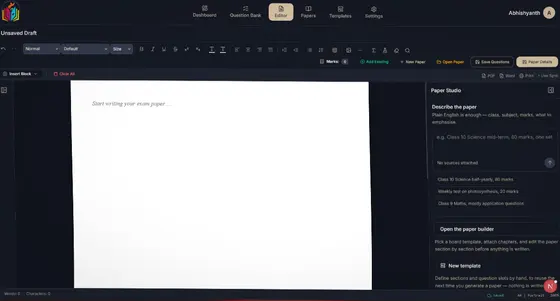 Dashboard
Question Bank
Editor
Papers
Templates
Settings
Abhishyanth
A
Unsaved Draft
Normal
Default
Size
B
I
U
S
Marks:
Add Existing
+ New Paper
Open Paper
Save Questions
Paper Details
Insert Block
Clear All
PDF
Word
Print
Start writing your exam paper ...
Paper Studio
Describe the paper
Plain English is enough — class, subject, marks, what to
emphasise.
e.g. Class 10 Science mid-term, 80 marks, one set
No sources attached
Class 10 Science half-yearly, 80 marks
Weekly test on photosynthesis, 20 marks
Class 9 Maths, mostly application questions
Open the paper builder
Pick a board template, attach chapters, and edit the paper
section by section before anything is written.
New template
Define sections and question slots by hand, to reuse the
next time you generate a paper — nothing is
Words: 0
Characters: 0
N